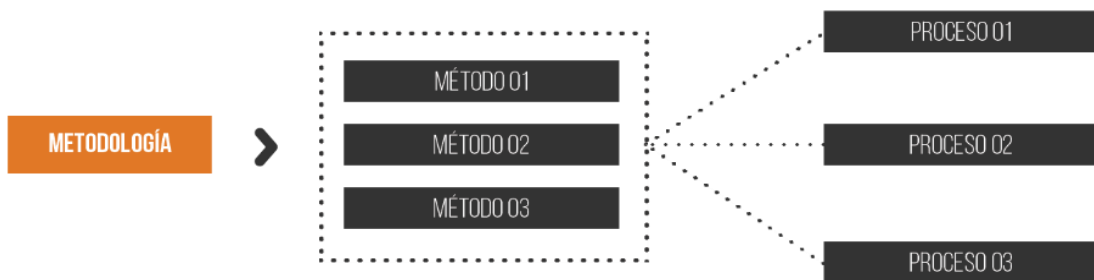 METODOLOGÍA
MÉTODO 01
MÉTODO 02
MÉTODO 03
PROCESO 01
PROCESO 02
PROCESO 03